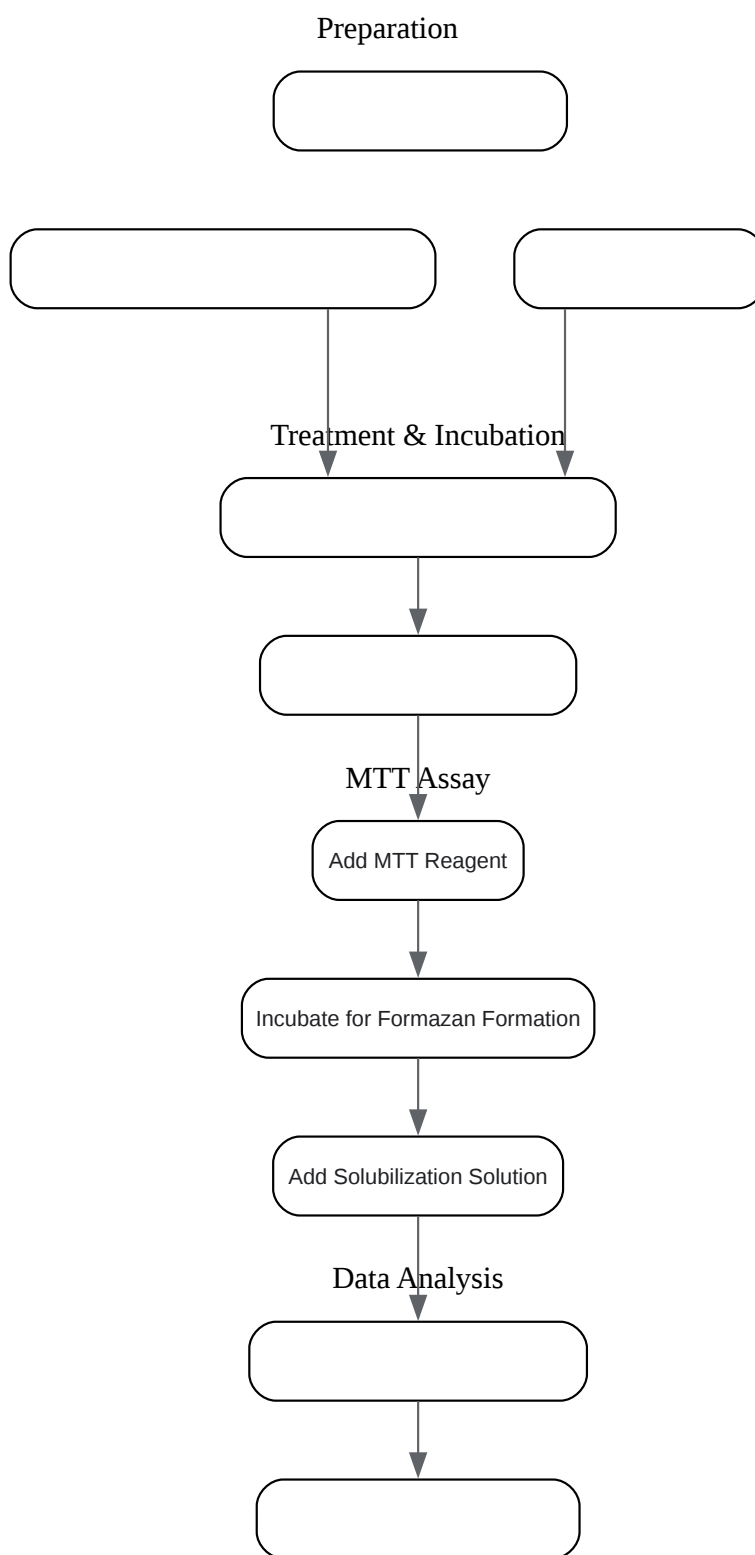 Preparation
Treatment & Incubation
MTT Assay
Add MTT Reagent
Incubate for Formazan Formation
Add Solubilization Solution
Data Analysis